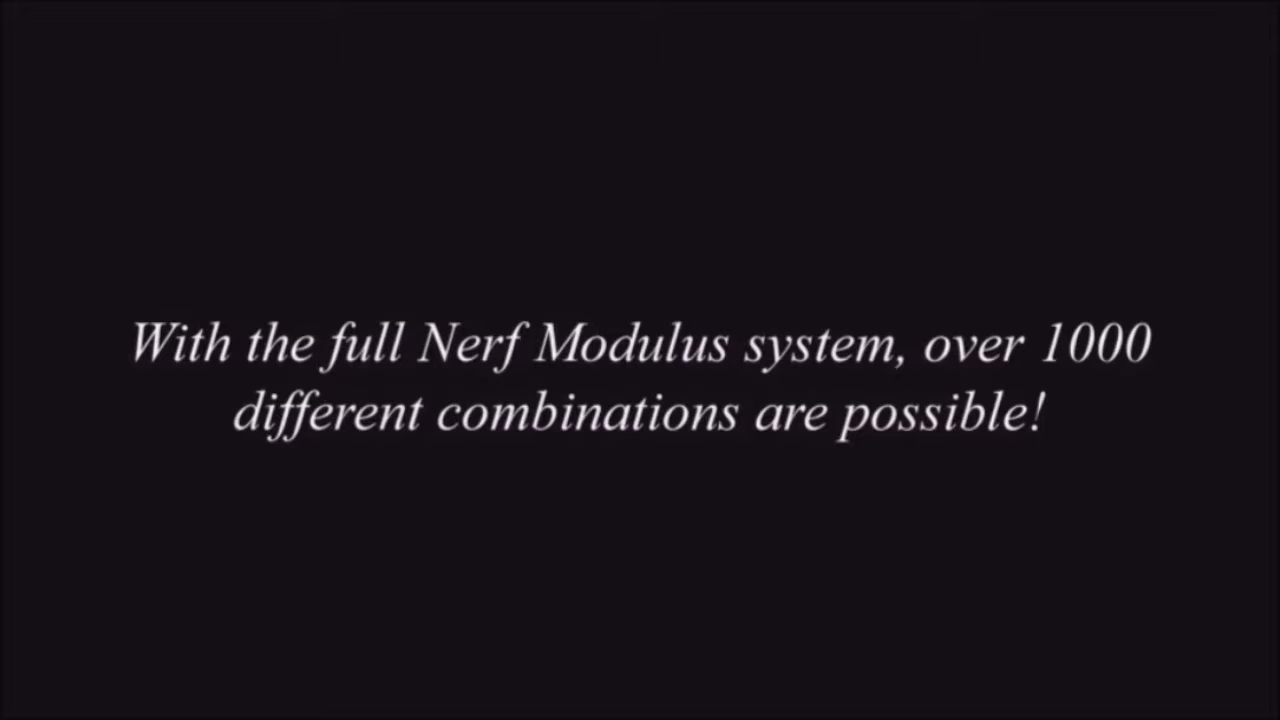 With the full Nerf Modulus system, over 1000
different combinations are possible!